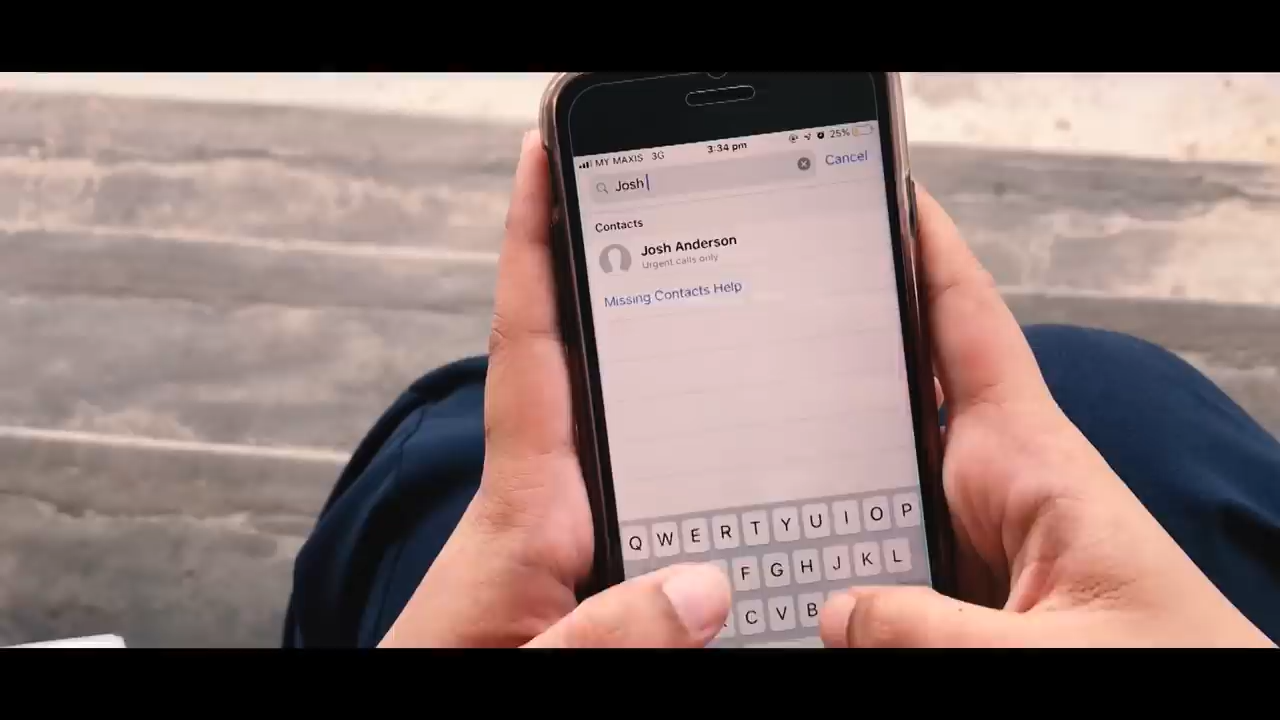 MY MAXIS 3G 3:34 pm 25%
Josh Cancel
Contacts
Josh Anderson
Urgent calls only
Missing Contacts Help
Q W E R T Y U I O P
F G H J K L
C V B